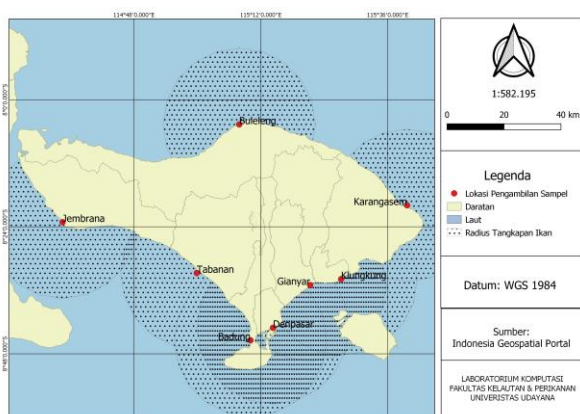 114°48'0.000"E
115°12'0.000"E
115°36'0.000"E
8°0'0.000"S
8°24'0.000"S
8°48'0.000"S
Buleleng
Karangasem
Jembrana
Tabanan
Gianyar
Klungkung
Denpasar
Badung
1:582.195
0 20 40 km
Legenda
Lokasi Pengambilan Sampel
Daratan
Laut
Radius Tangkapan Ikan
Datum: WGS 1984
Sumber:
Indonesia Geospatial Portal
LABORATORIUM KOMPUTASI
FAKULTAS KELAUTAN & PERIKANAN
UNIVERISTAS UDAYANA